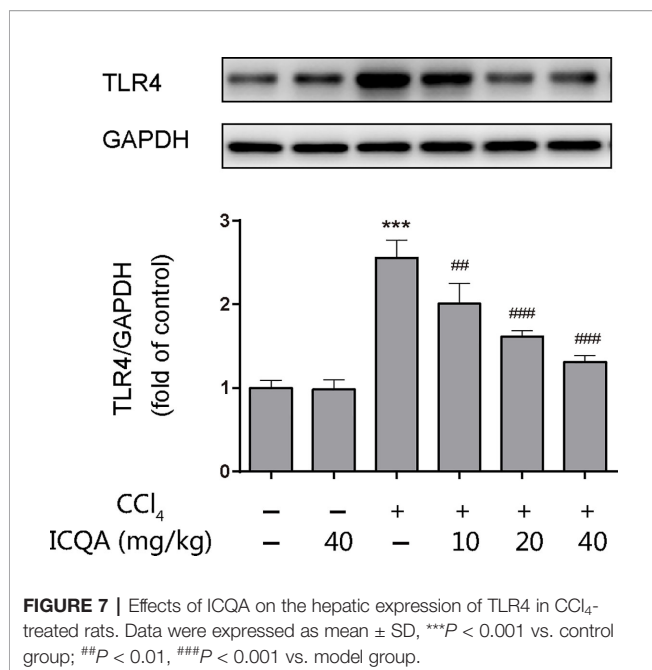 TLR4
GAPDH
TLR4/GAPDH
(fold of control)
3
2
1
0
***
##
###
###
CCl₄ – – + + + +
ICQA (mg/kg) – 40 – 10 20 40
FIGURE 7 | Effects of ICQA on the hepatic expression of TLR4 in CCl₄-
treated rats. Data were expressed as mean ± SD, ***P < 0.001 vs. control
group; ##P < 0.01, ###P < 0.001 vs. model group.